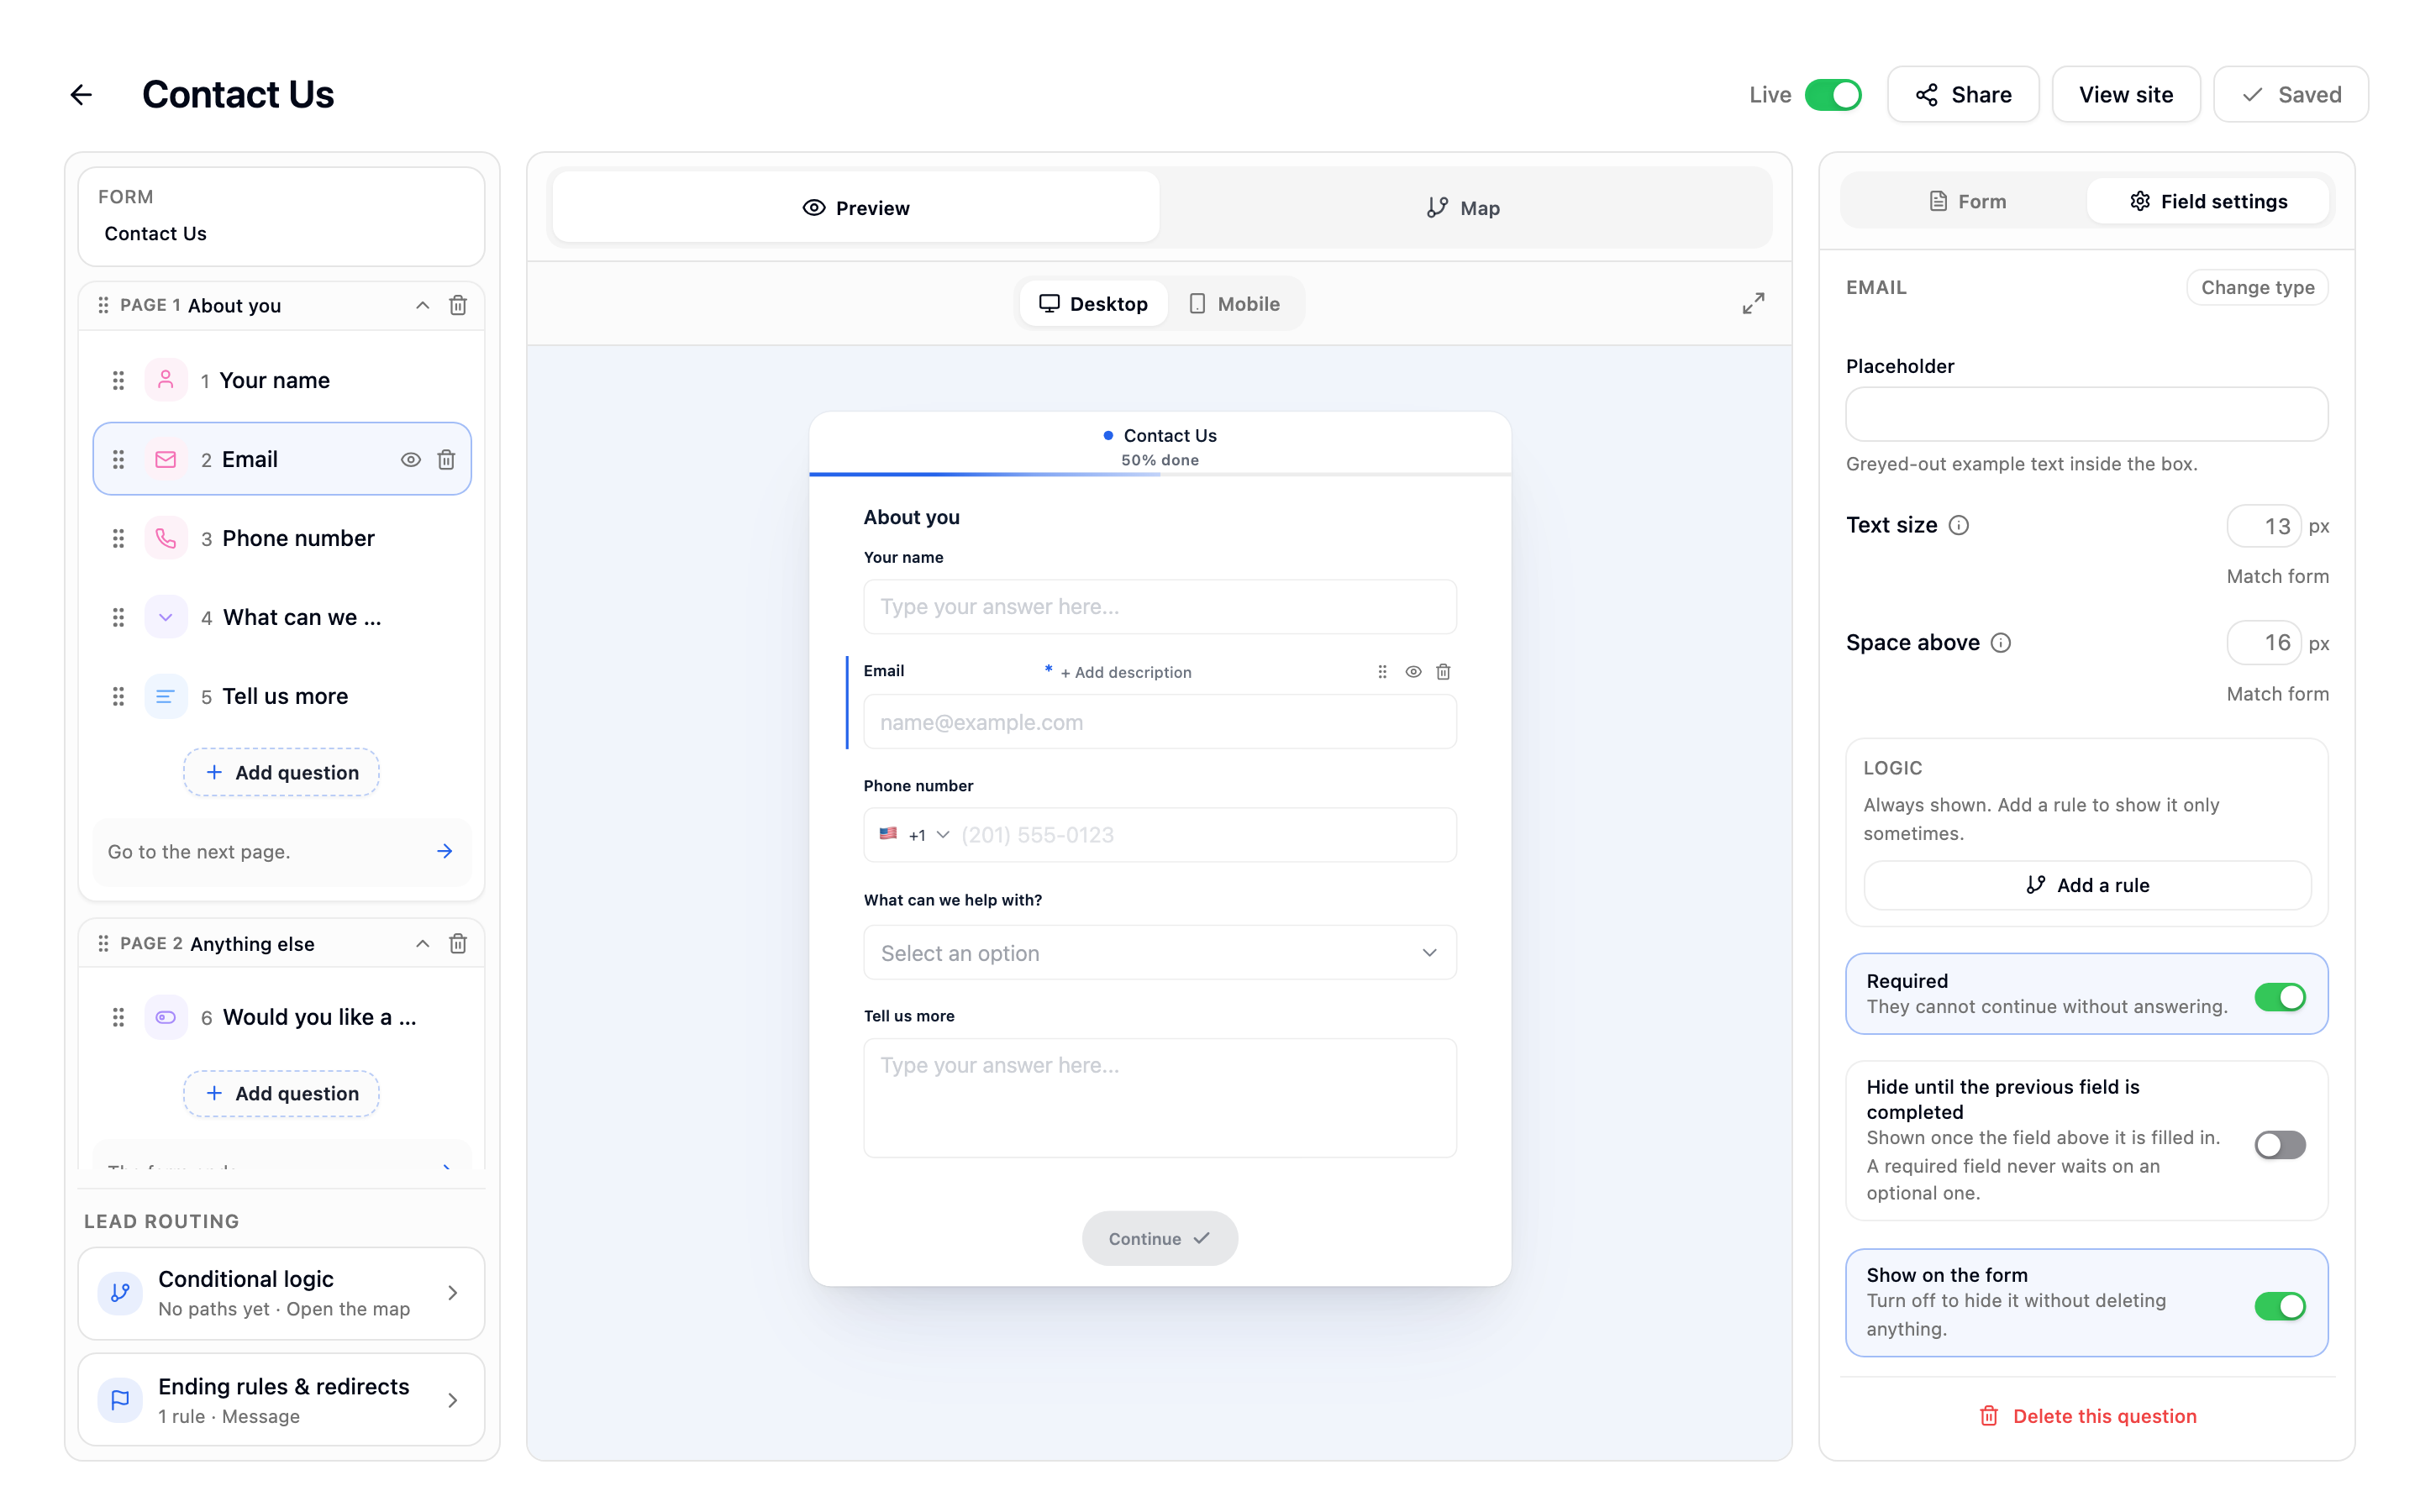 Contact Us
Live
Share
View site
Saved
FORM
Contact Us
PAGE 1 About you
1 Your name
2 Email
3 Phone number
4 What can we ...
5 Tell us more
+ Add question
Go to the next page.
PAGE 2 Anything else
6 Would you like a ...
+ Add question
LEAD ROUTING
Conditional logic
No paths yet · Open the map
Ending rules & redirects
1 rule · Message
Preview
Map
Desktop
Mobile
Contact Us
50% done
About you
Your name
Type your answer here...
Email * + Add description
name@example.com
Phone number
+1 (201) 555-0123
What can we help with?
Select an option
Tell us more
Type your answer here...
Continue
Form
Field settings
EMAIL
Change type
Placeholder
Greyed-out example text inside the box.
Text size 13 px
Match form
Space above 16 px
Match form
LOGIC
Always shown. Add a rule to show it only
sometimes.
Add a rule
Required
They cannot continue without answering.
Hide until the previous field is
completed
Shown once the field above it is filled in.
A required field never waits on an
optional one.
Show on the form
Turn off to hide it without deleting
anything.
Delete this question